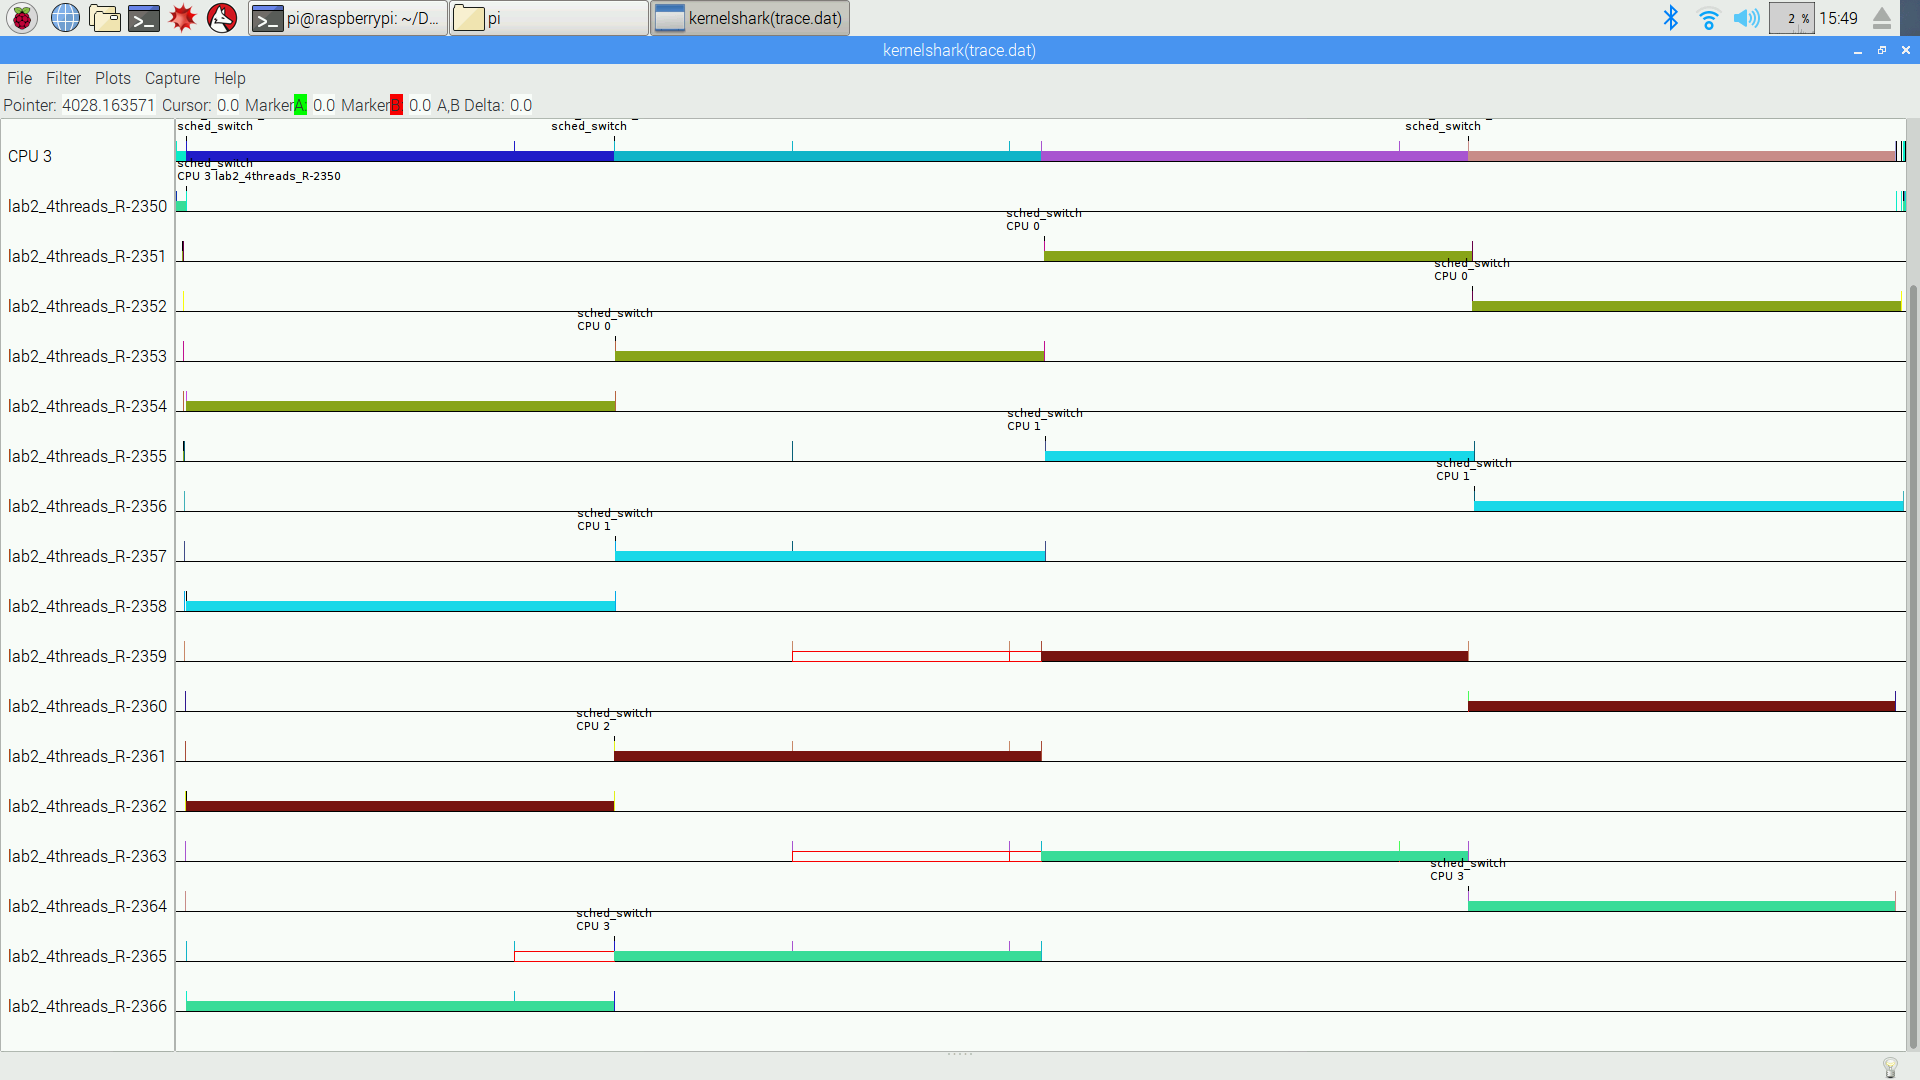 pi@raspberrypi: ~/D...
pi
kernelshark(trace.dat)
2 %
15:49
kernelshark(trace.dat)
File Filter Plots Capture Help
Pointer: 4028.163571 Cursor: 0.0 Marker A: 0.0 Marker B: 0.0 A,B Delta: 0.0
sched_switch
sched_switch
sched_switch
CPU 3
sched_switch
CPU 3 lab2_4threads_R-2350
lab2_4threads_R-2350
sched_switch
CPU 0
lab2_4threads_R-2351
sched_switch
CPU 0
lab2_4threads_R-2352
sched_switch
CPU 0
lab2_4threads_R-2353
lab2_4threads_R-2354
sched_switch
CPU 1
lab2_4threads_R-2355
sched_switch
CPU 1
lab2_4threads_R-2356
sched_switch
CPU 1
lab2_4threads_R-2357
lab2_4threads_R-2358
lab2_4threads_R-2359
lab2_4threads_R-2360
sched_switch
CPU 2
lab2_4threads_R-2361
lab2_4threads_R-2362
lab2_4threads_R-2363
sched_switch
CPU 3
lab2_4threads_R-2364
sched_switch
CPU 3
lab2_4threads_R-2365
lab2_4threads_R-2366